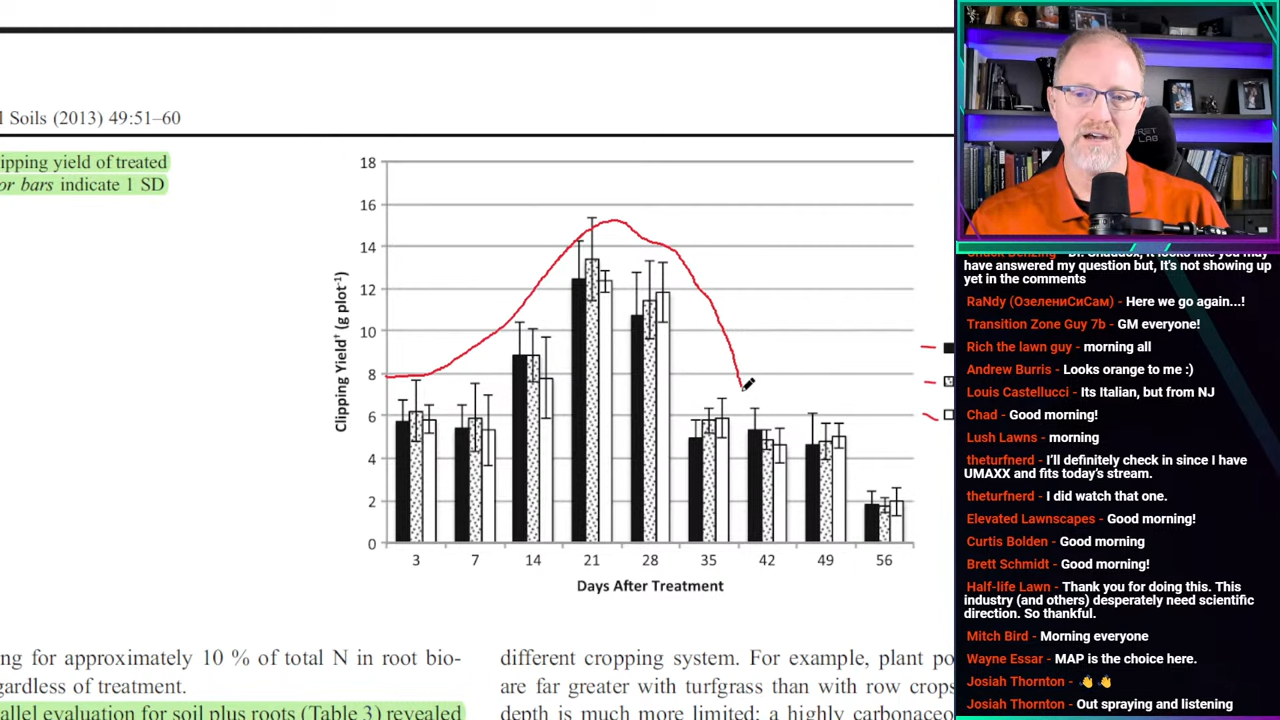 l Soils (2013) 49:51–60
ipping yield of treated
or bars indicate 1 SD
18
16
14
12
10
8
6
4
2
0
Clipping Yield† (g plot-1)
3 7 14 21 28 35 42 49 56
Days After Treatment
ng for approximately 10 % of total N in root bio-
gardless of treatment.
allel evaluation for soil plus roots (Table 3) revealed
different cropping system. For example, plant po
are far greater with turfgrass than with row crops
depth is much more limited; a highly carbonaceo
RET
LAB
have answered my question but, It's not showing up
yet in the comments
RaNdy (ОзелениСиСам) - Here we go again...!
Transition Zone Guy 7b - GM everyone!
Rich the lawn guy - morning all
Andrew Burris - Looks orange to me :)
Louis Castellucci - Its Italian, but from NJ
Chad - Good morning!
Lush Lawns - morning
theturfnerd - I'll definitely check in since I have
UMAXX and fits today's stream.
theturfnerd - I did watch that one.
Elevated Lawnscapes - Good morning!
Curtis Bolden - Good morning
Brett Schmidt - Good morning!
Half-life Lawn - Thank you for doing this. This
industry (and others) desperately need scientific
direction. So thankful.
Mitch Bird - Morning everyone
Wayne Essar - MAP is the choice here.
Josiah Thornton - 👋👋
Josiah Thornton - Out spraying and listening